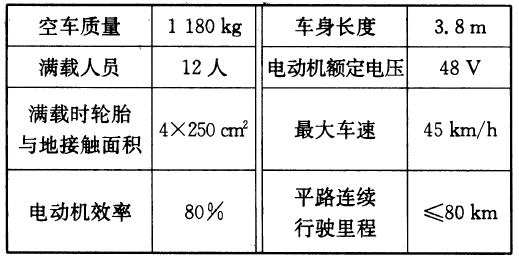 空车质量 1 180 kg 车身长度 3.8 m
满载人员 12 人 电动机额定电压 48 V
满载时轮胎
与地接触面积 4×250 cm² 最大车速 45 km/h
电动机效率 80% 平路连续
行驶里程 ≤80 km